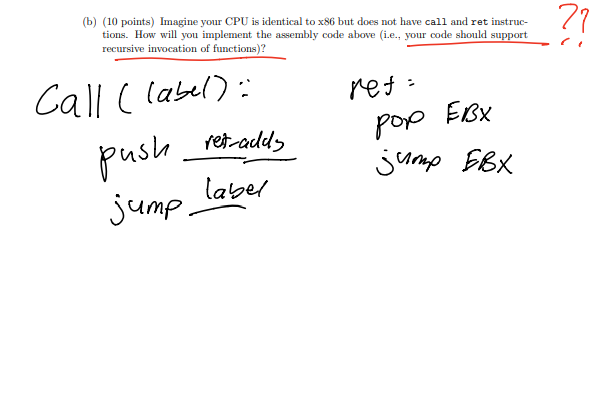 (b) (10 points) Imagine your CPU is identical to x86 but does not have call and ret instruc-
tions. How will you implement the assembly code above (i.e., your code should support
recursive invocation of functions)?
??
Call (label) :
push ret-adds
jump label
ret :
pop EBX
jump EBX